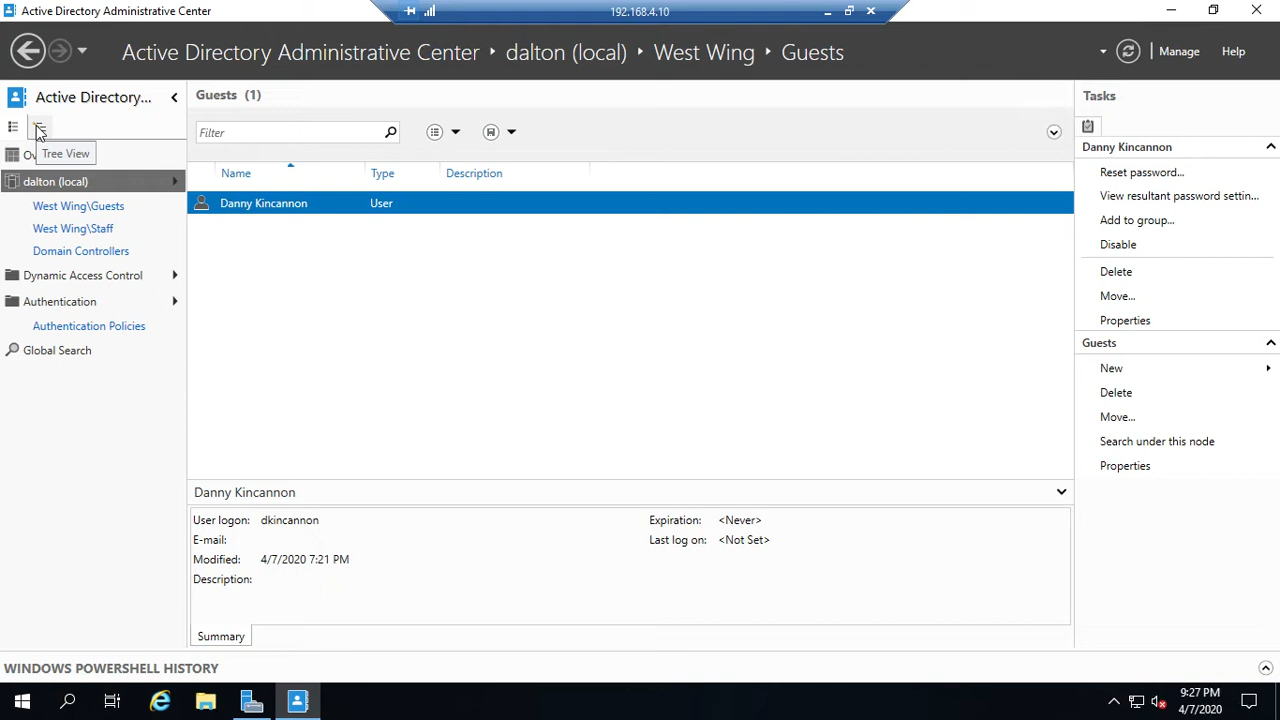 Active Directory Administrative Center
192.168.4.10
Active Directory Administrative Center • dalton (local) • West Wing • Guests
Manage
Help
Active Directory...
Tree View
dalton (local)
West Wing\Guests
West Wing\Staff
Domain Controllers
Dynamic Access Control
Authentication
Authentication Policies
Global Search
Guests (1)
Filter
Name Type Description
Danny Kincannon User
Danny Kincannon
User logon: dkincannon
E-mail:
Modified: 4/7/2020 7:21 PM
Description:
Expiration: <Never>
Last log on: <Not Set>
Summary
Tasks
Danny Kincannon
Reset password...
View resultant password settin...
Add to group...
Disable
Delete
Move...
Properties
Guests
New
Delete
Move...
Search under this node
Properties
WINDOWS POWERSHELL HISTORY
9:27 PM
4/7/2020